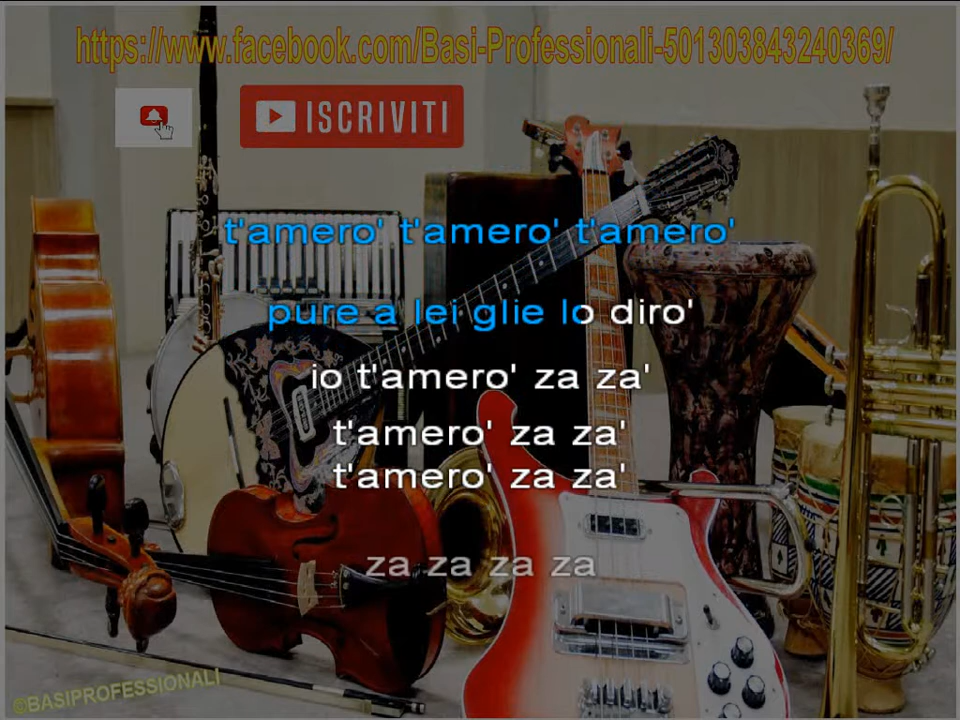 https://www.facebook.com/Basi-Professionali-501303843240369/
ISCRIVITI
t'amero' t'amero' t'amero'
pure a lei glie lo diro'
io t'amero' za za'
t'amero' za za'
t'amero' za za'
za za za za
©BASIPROFESSIONALI